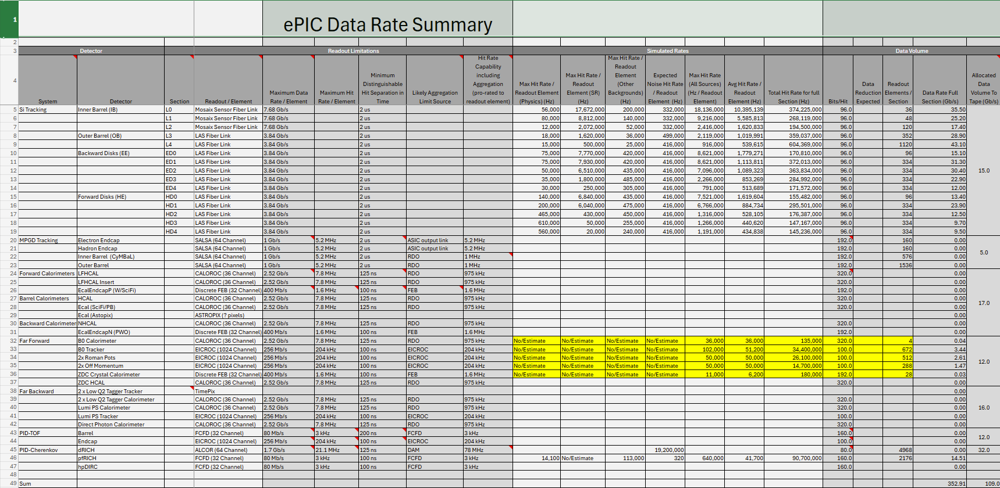 1 ePIC Data Rate Summary
2
3 Detector Readout Limitations Simulated Rates Data Volume
4 System Detector Section Readout / Element Maximum Data Rate / Element Maximum Hit Rate / Element Minimum Distinguishable Hit Separation in Time Likely Aggregation Limit Source Hit Rate Capability including Aggregation (pro-rated to readout element) Max Hit Rate / Readout Element (Physics) (Hz) Max Hit Rate / Readout Element (SR) (Hz) Max Hit Rate / Readout Element (Other Backgrounds) (Hz) Expected Noise Hit Rate / Readout Element (Hz) Max Hit Rate (All Sources) (Hz / Readout Element) Avg Hit Rate / Readout Element (Hz) Total Hit Rate for full Section (Hz) Bits/Hit Data Reduction Expected Readout Elements / Section Data Rate Full Section (Gb/s) Allocated Data Volume To Tape (Gb/s)
5 Si Tracking Inner Barrel (IB) L0 Mosaix Sensor Fiber Link 7.68 Gb/s 2 us 56,000 17,672,000 200,000 332,000 18,136,000 10,395,139 374,225,000 96.0 36 35.50
6 L1 Mosaix Sensor Fiber Link 7.68 Gb/s 2 us 80,000 8,812,000 140,000 332,000 9,216,000 5,585,813 268,119,000 96.0 48 25.20
7 L2 Mosaix Sensor Fiber Link 7.68 Gb/s 2 us 12,000 2,072,000 52,000 332,000 2,416,000 1,620,833 194,500,000 96.0 120 17.40
8 Outer Barrel (OB) L3 LAS Fiber Link 3.84 Gb/s 2 us 18,000 1,620,000 36,000 499,000 2,119,000 1,019,991 359,037,000 96.0 352 28.90
9 L4 LAS Fiber Link 3.84 Gb/s 2 us 15,000 500,000 25,000 416,000 916,000 539,615 604,369,000 96.0 1120 43.10
10 Backward Disks (EE) ED0 LAS Fiber Link 3.84 Gb/s 2 us 75,000 7,770,000 420,000 416,000 8,621,000 1,779,271 170,810,000 96.0 96 15.10
11 ED1 LAS Fiber Link 3.84 Gb/s 2 us 75,000 7,930,000 420,000 416,000 8,621,000 1,113,811 372,013,000 96.0 334 31.30
12 ED2 LAS Fiber Link 3.84 Gb/s 2 us 50,000 6,510,000 435,000 416,000 7,096,000 1,089,323 363,834,000 96.0 334 30.40 15.0
13 ED3 LAS Fiber Link 3.84 Gb/s 2 us 35,000 1,800,000 485,000 416,000 2,266,000 853,269 284,992,000 96.0 334 22.90
14 ED4 LAS Fiber Link 3.84 Gb/s 2 us 30,000 250,000 305,000 416,000 791,000 513,689 171,572,000 96.0 334 12.00
15 Forward Disks (HE) HD0 LAS Fiber Link 3.84 Gb/s 2 us 140,000 6,840,000 435,000 416,000 7,521,000 1,619,604 155,482,000 96.0 96 13.40
16 HD1 LAS Fiber Link 3.84 Gb/s 2 us 200,000 6,040,000 475,000 416,000 6,766,000 884,734 295,501,000 96.0 334 23.90
17 HD2 LAS Fiber Link 3.84 Gb/s 2 us 465,000 430,000 450,000 416,000 1,316,000 528,105 176,387,000 96.0 334 12.50
18 HD3 LAS Fiber Link 3.84 Gb/s 2 us 610,000 50,000 255,000 416,000 1,266,000 440,620 147,167,000 96.0 334 9.70
19 HD4 LAS Fiber Link 3.84 Gb/s 2 us 560,000 20,000 240,000 416,000 1,191,000 434,838 145,236,000 96.0 334 9.50
20 MPGD Tracking Electron Endcap SALSA (64 Channel) 1 Gb/s 5.2 MHz 2 us ASIC output link 5.2 MHz 192.0 160 0.00
21 Hadron Endcap SALSA (64 Channel) 1 Gb/s 5.2 MHz 2 us ASIC output link 5.2 MHz 192.0 160 0.00 5.0
22 Inner Barrel (CyMBaL) SALSA (64 Channel) 1 Gb/s 5.2 MHz 2 us RDO 1 MHz 192.0 576 0.00
23 Outer Barrel SALSA (64 Channel) 1 Gb/s 5.2 MHz 2 us RDO 1 MHz 192.0 1536 0.00
24 Forward Calorimeters LFHCAL CALOROC (36 Channel) 2.52 Gb/s 7.8 MHz 125 ns RDO 975 kHz 320.0 0.00
25 LFHCAL Insert CALOROC (36 Channel) 2.52 Gb/s 7.8 MHz 125 ns RDO 975 kHz 320.0 0.00
26 EcalEndcapP (W/SciFi) Discrete FEB (32 Channel) 400 Mb/s 1.6 MHz 100 ns FEB 1.6 MHz 192.0 0.00
27 Barrel Calorimeters HCAL CALOROC (36 Channel) 2.52 Gb/s 7.8 MHz 125 ns RDO 975 kHz 320.0 0.00 17.0
28 Ecal (SciFi/PB) CALOROC (36 Channel) 2.52 Gb/s 7.8 MHz 125 ns RDO 975 kHz 320.0 0.00
29 Ecal (Astopix) ASTROPIX (? pixels) 0.00
30 Backward Calorimeter NHCAL CALOROC (36 Channel) 2.52 Gb/s 7.8 MHz 125 ns RDO 975 kHz 320.0 0.00
31 EcalEndcapN (PWO) Discrete FEB (32 Channel) 400 Mb/s 1.6 MHz 100 ns FEB 1.6 MHz 192.0 0.00
32 Far Forward B0 Calorimeter CALOROC (36 Channel) 2.52 Gb/s 7.8 MHz 125 ns RDO 975 kHz No/Estimate No/Estimate No/Estimate No/Estimate 36,000 36,000 135,000 320.0 4 0.04
33 B0 Tracker EICROC (1024 Channel) 256 Mb/s 204 kHz 100 ns EICROC 204 kHz No/Estimate No/Estimate No/Estimate No/Estimate 102,000 51,200 34,400,000 100.0 672 3.44
34 2x Roman Pots EICROC (1024 Channel) 256 Mb/s 204 kHz 100 ns EICROC 204 kHz No/Estimate No/Estimate No/Estimate No/Estimate 50,000 50,000 26,100,000 100.0 512 2.61 12.0
35 2x Off Momentum EICROC (1024 Channel) 256 Mb/s 204 kHz 100 ns EICROC 204 kHz No/Estimate No/Estimate No/Estimate No/Estimate 50,000 50,000 14,700,000 100.0 288 1.47
36 ZDC Crystal Calorimeter Discrete FEB (32 Channel) 400 Mb/s 1.6 MHz 100 ns FEB 1.6 MHz No/Estimate No/Estimate No/Estimate No/Estimate 11,000 6,200 180,000 192.0 28 0.03
37 ZDC HCAL CALOROC (36 Channel) 2.52 Gb/s 7.8 MHz 125 ns RDO 975 kHz 320.0 0.00
38 Far Backward 2 x Low Q2 Tagger Tracker TimePix 0.00
39 2 x Low Q2 Tagger Calorimeter CALOROC (36 Channel) 2.52 Gb/s 7.8 MHz 125 ns RDO 975 kHz 320.0 0.00
40 Lumi PS Calorimeter CALOROC (36 Channel) 2.52 Gb/s 7.8 MHz 125 ns RDO 975 kHz 320.0 0.00 16.0
41 Lumi PS Tracker EICROC (1024 Channel) 256 Mb/s 204 kHz 100 ns EICROC 204 kHz 100.0 0.00
42 Direct Photon Calorimeter CALOROC (36 Channel) 2.52 Gb/s 7.8 MHz 125 ns RDO 975 kHz 320.0 0.00
43 PID-TOF Barrel FCFD (32 Channel) 80 Mb/s 3 kHz 200 ns FCFD 3 kHz 160.0 0.00 12.0
44 Endcap EICROC (1024 Channel) 256 Mb/s 204 kHz 100 ns EICROC 204 kHz 100.0 0.00
45 PID-Cherenkov dRICH ALCOR (64 Channel) 1.7 Gb/s 21.1 MHz 125 ns DAM 78 MHz 19,200,000 80.0 4968 0.00 32.0
46 pfRICH FCFD (32 Channel) 80 Mb/s 3 kHz 100 ns FCFD 3 kHz 14,100 No/Estimate 113,000 320 640,000 41,700 90,700,000 160.0 2176 14.51
47 hpDIRC FCFD (32 Channel) 80 Mb/s 3 kHz 100 ns FCFD 3 kHz 160.0 0.00
48
49 Sum 352.91 109.0